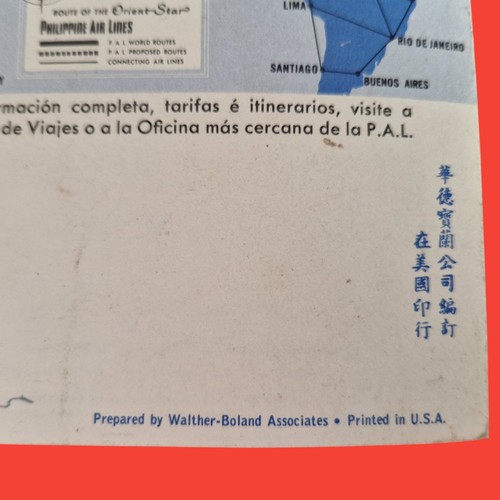 ROUTE OF THE Orient Star
PHILIPPINE AIR LINES
P.A.L WORLD ROUTES
P.A.L PROPOSED ROUTES
CONNECTING AIR LINES
LIMA
RIO DE JANEIRO
SANTIAGO
BUENOS AIRES
rmación completa, tarifas é itinerarios, visite a
de Viajes o a la Oficina más cercana de la P.A.L.
華德寶蘭公司編訂
在美國印行
Prepared by Walther-Boland Associates • Printed in U.S.A.